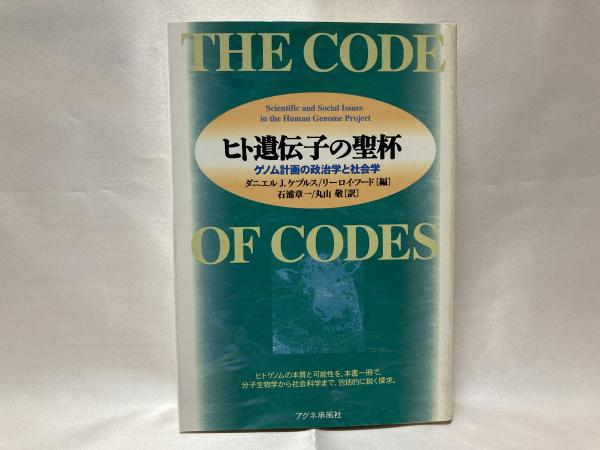 THE CODE
Scientific and Social Issues
in the Human Genome Project
ヒト遺伝子の聖杯
ゲノム計画の政治学と社会学
ダニエル J.ケブルス/リーロイ・フード[編]
石浦章一/丸山 敬[訳]
OF CODES
ヒトゲノムの本質と可能性を、本書一冊で、
分子生物学から社会科学まで、包括的に鋭く探求。
アグネ承風社